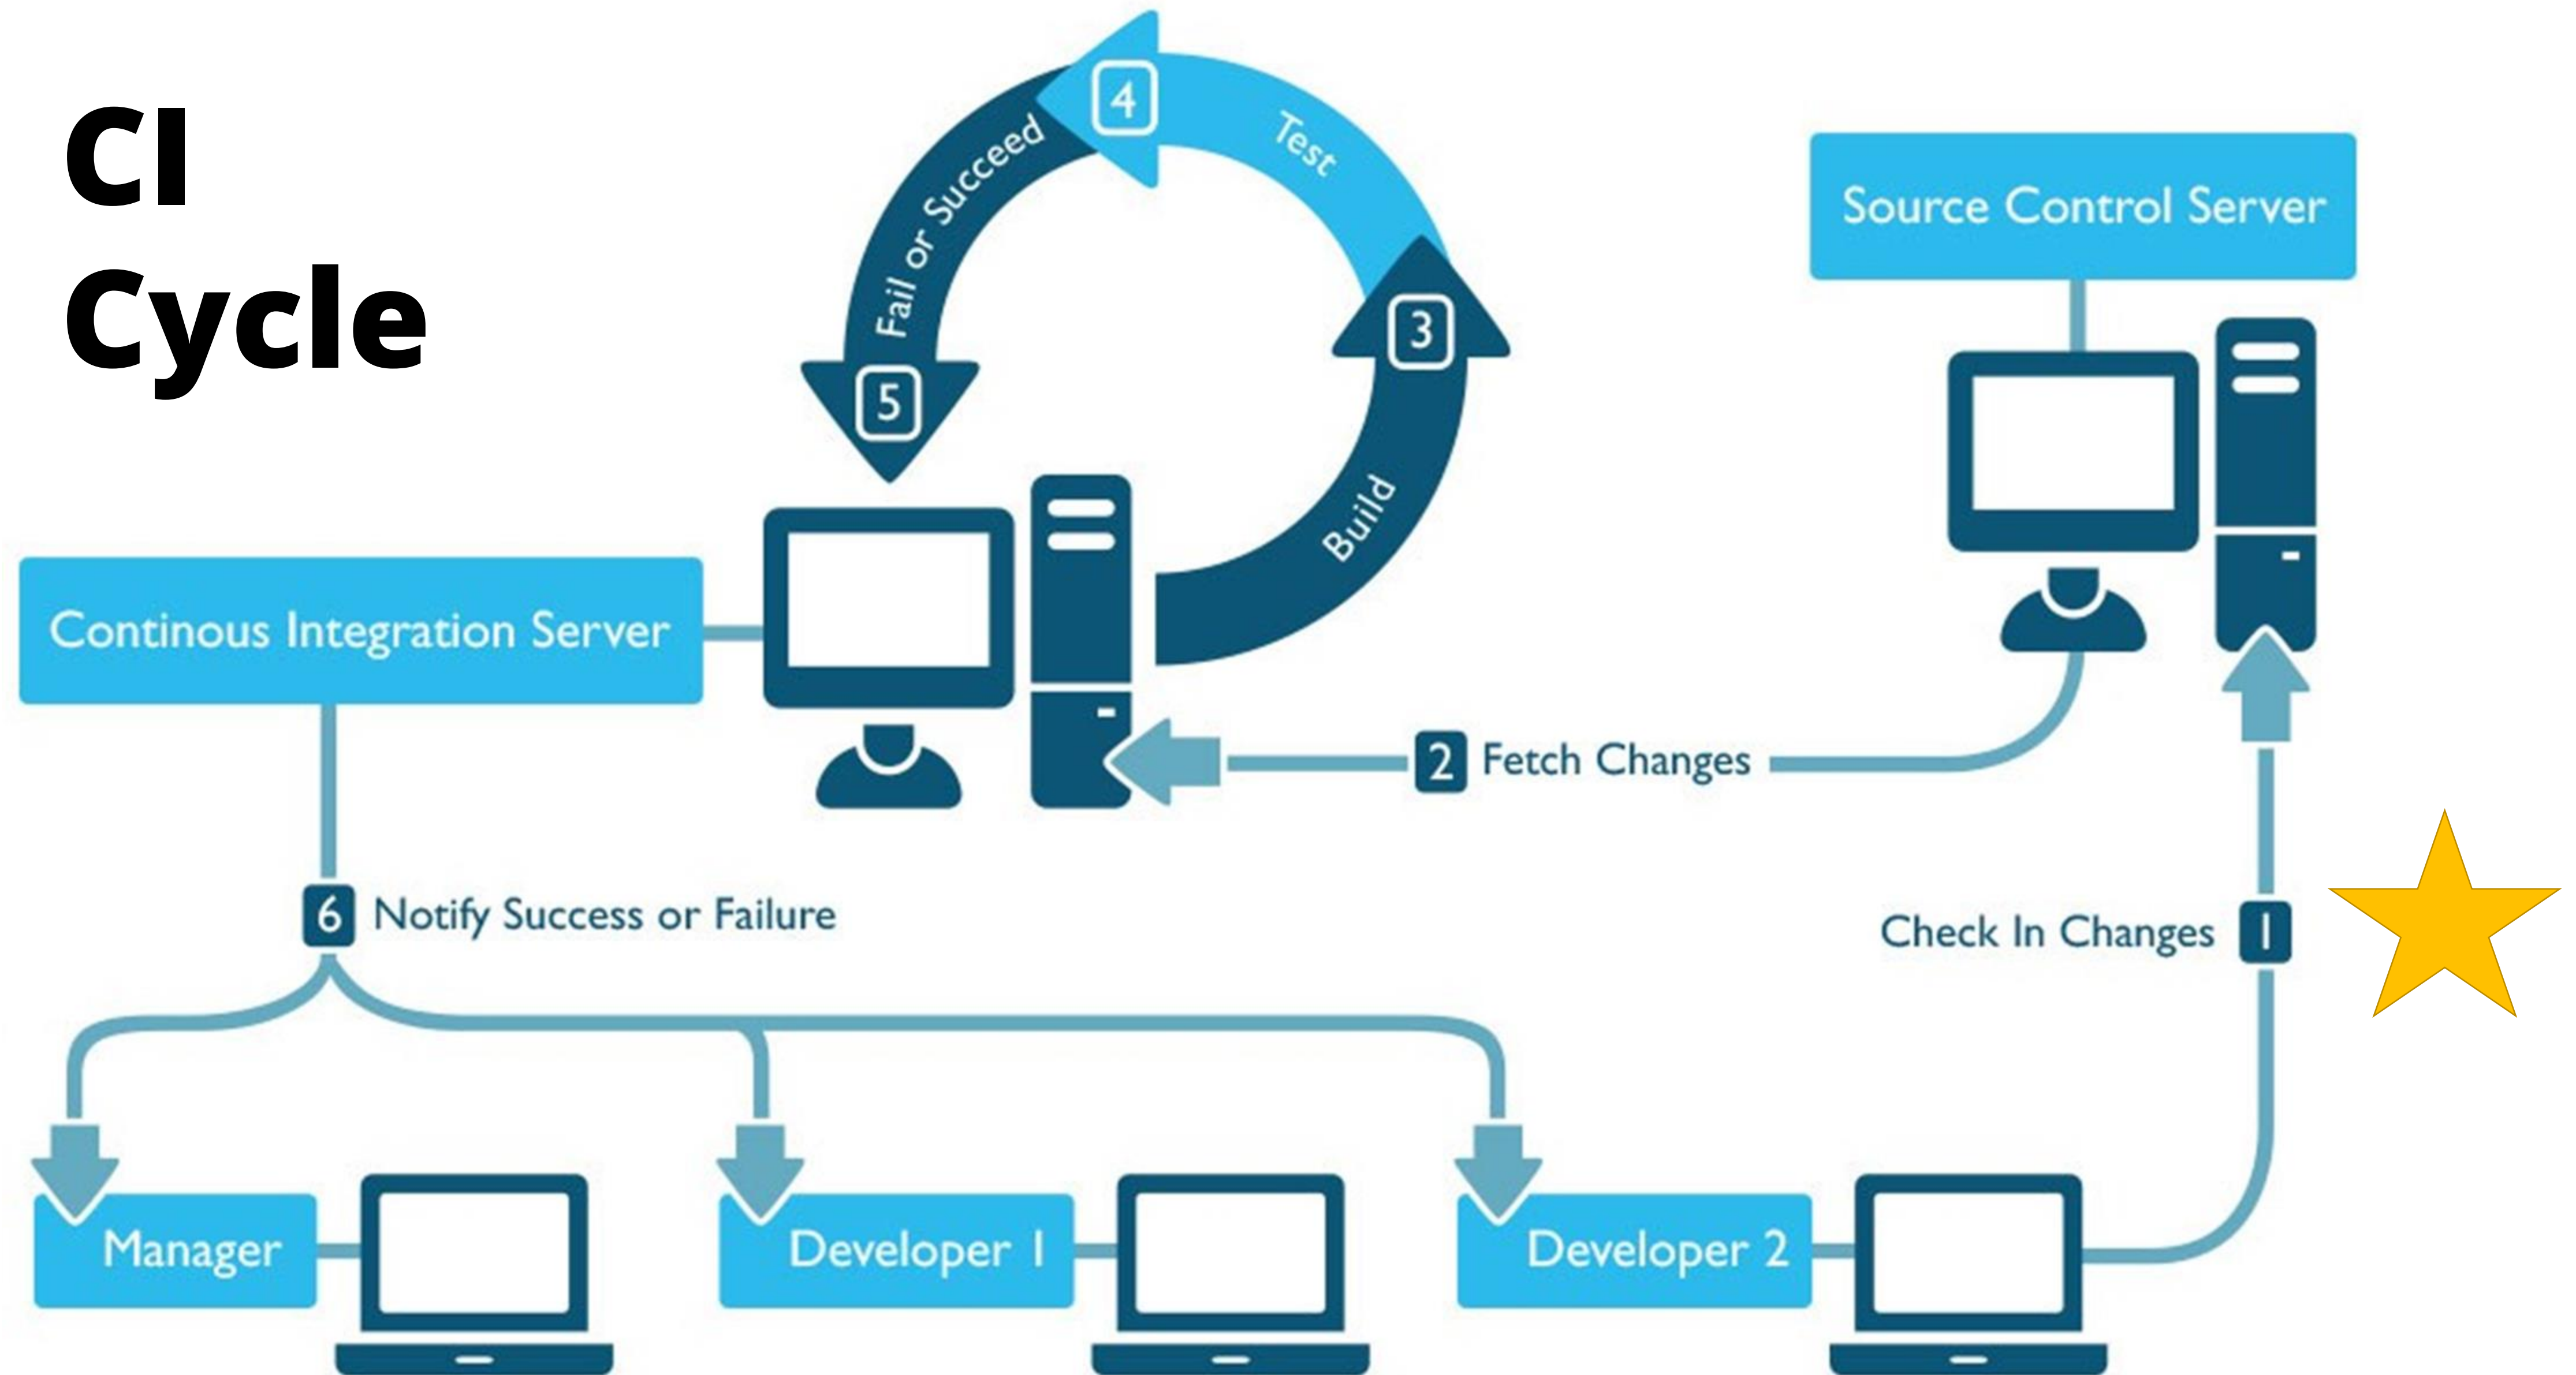 CI
Cycle
4
Test
Fail or Succeed
3
5
Build
Source Control Server
Continous Integration Server
2 Fetch Changes
6 Notify Success or Failure
Check In Changes 1
Manager
Developer 1
Developer 2